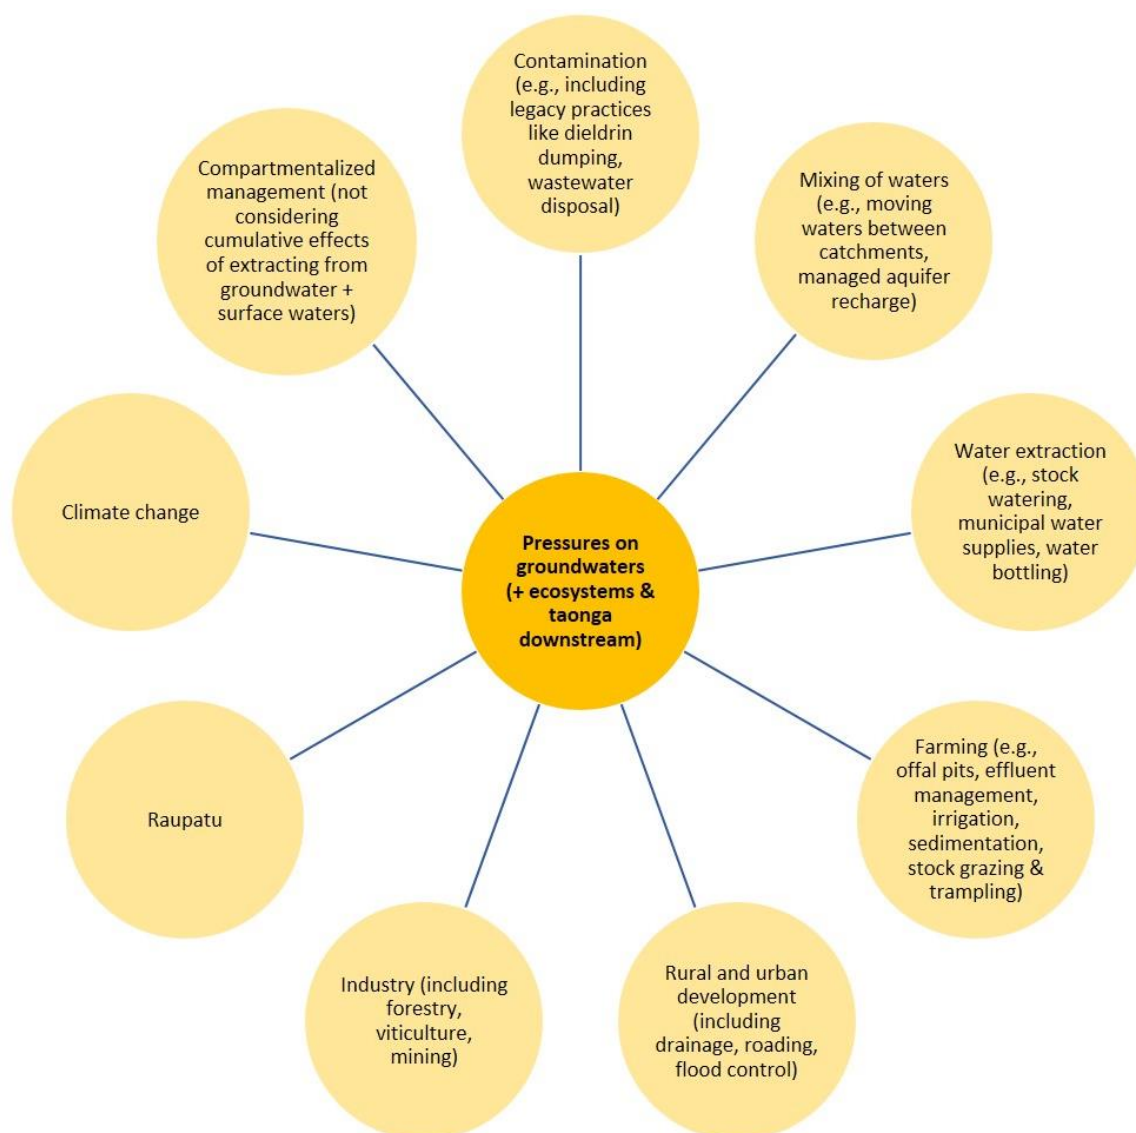 Contamination
(e.g., including
legacy practices
like dieldrin
dumping,
wastewater
disposal)
Mixing of waters
(e.g., moving
waters between
catchments,
managed aquifer
recharge)
Water extraction
(e.g., stock
watering,
municipal water
supplies, water
bottling)
Farming (e.g.,
offal pits, effluent
management,
irrigation,
sedimentation,
stock grazing &
trampling)
Rural and urban
development
(including
drainage, roading,
flood control)
Industry (including
forestry,
viticulture,
mining)
Raupatu
Climate change
Compartmentalized
management (not
considering
cumulative effects
of extracting from
groundwater +
surface waters)
Pressures on
groundwaters
(+ ecosystems &
taonga
downstream)